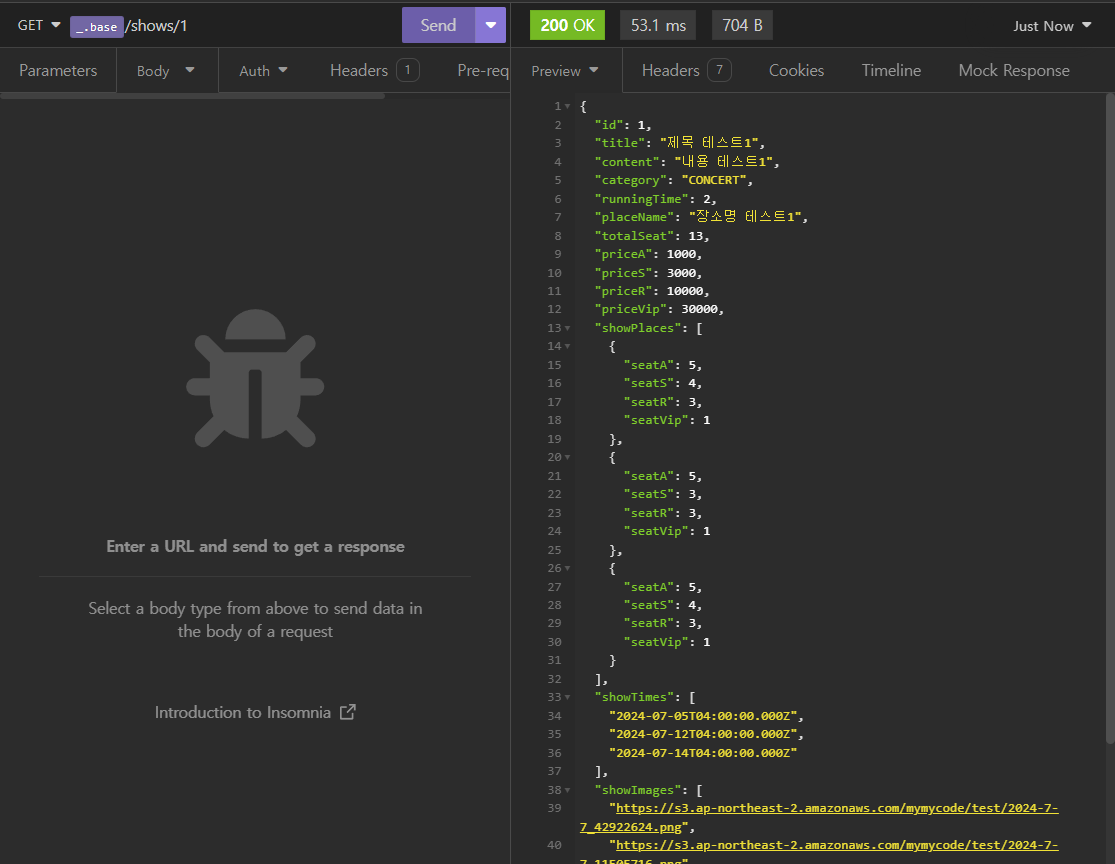 GET _.base /shows/1 Send 200 OK 53.1 ms 704 B Just Now
Parameters Body Auth Headers 1 Pre-req Preview Headers 7 Cookies Timeline Mock Response
Enter a URL and send to get a response
Select a body type from above to send data in
the body of a request
Introduction to Insomnia
1 {
2 "id": 1,
3 "title": "제목 테스트1",
4 "content": "내용 테스트1",
5 "category": "CONCERT",
6 "runningTime": 2,
7 "placeName": "장소명 테스트1",
8 "totalSeat": 13,
9 "priceA": 1000,
10 "priceS": 3000,
11 "priceR": 10000,
12 "priceVip": 30000,
13 "showPlaces": [
14 {
15 "seatA": 5,
16 "seatS": 4,
17 "seatR": 3,
18 "seatVip": 1
19 },
20 {
21 "seatA": 5,
22 "seatS": 3,
23 "seatR": 3,
24 "seatVip": 1
25 },
26 {
27 "seatA": 5,
28 "seatS": 4,
29 "seatR": 3,
30 "seatVip": 1
31 }
32 ],
33 "showTimes": [
34 "2024-07-05T04:00:00.000Z",
35 "2024-07-12T04:00:00.000Z",
36 "2024-07-14T04:00:00.000Z"
37 ],
38 "showImages": [
39 "https://s3.ap-northeast-2.amazonaws.com/mymycode/test/2024-7-
7_42922624.png",
40 "https://s3.ap-northeast-2.amazonaws.com/mymycode/test/2024-7-